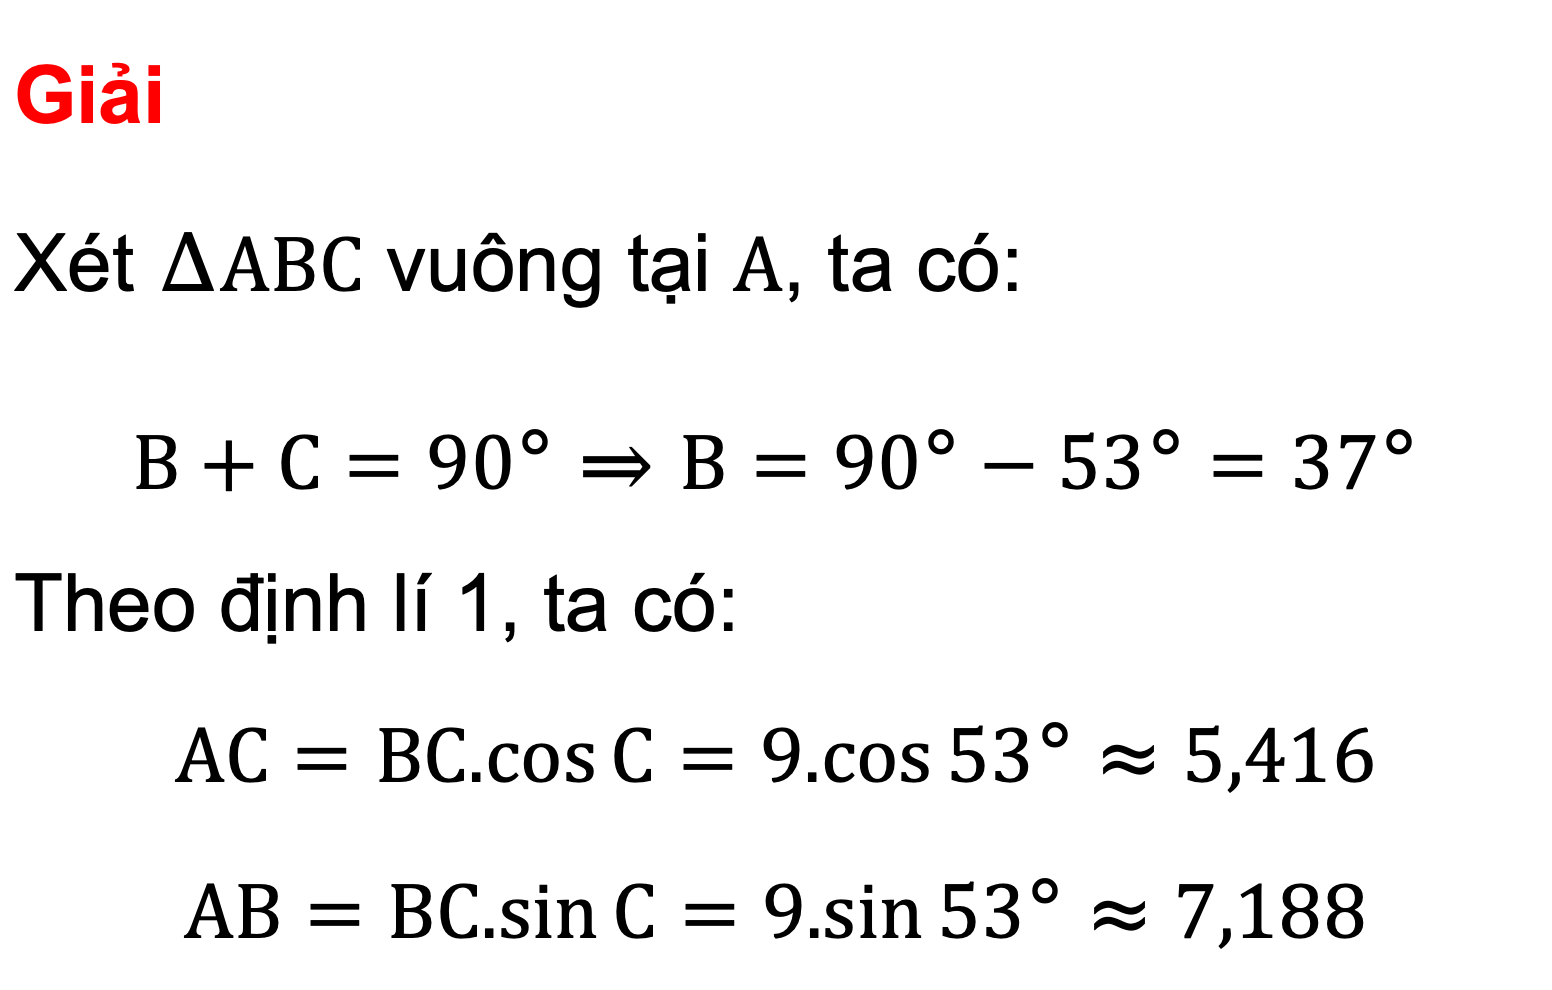 Giải
Xét ΔABC vuông tại A, ta có:
B + C = 90° ⇒ B = 90° − 53° = 37°
Theo định lí 1, ta có:
AC = BC.cos C = 9.cos 53° ≈ 5,416
AB = BC.sin C = 9.sin 53° ≈ 7,188